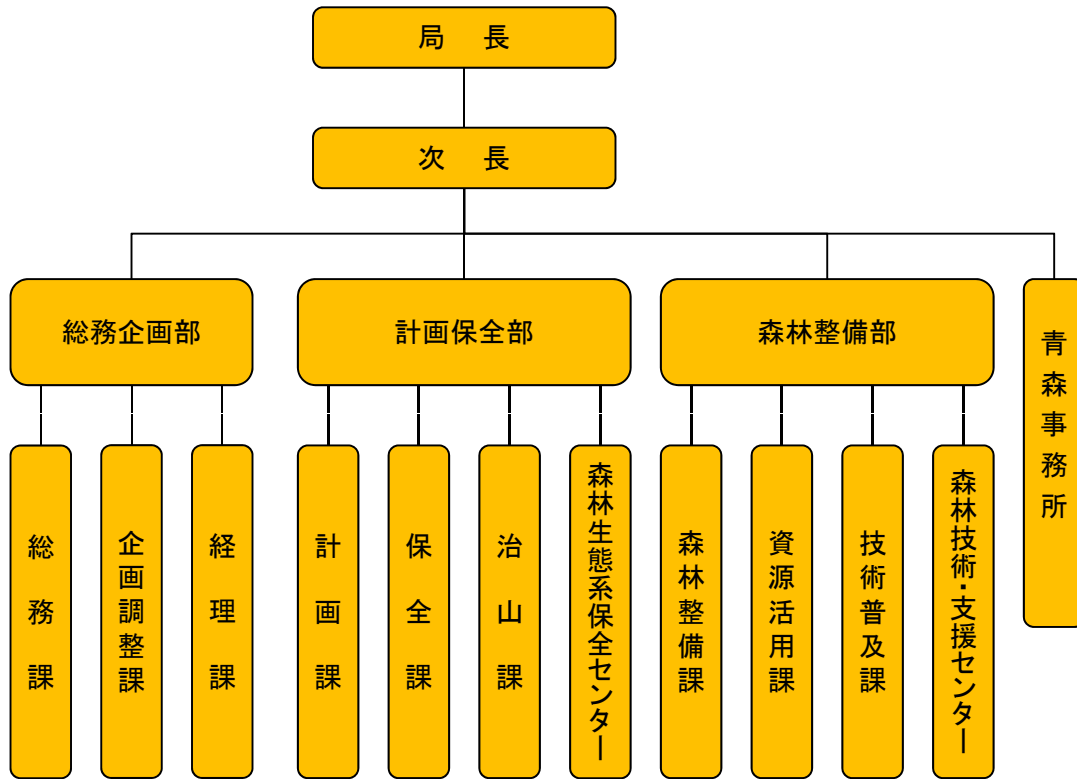 局　長
次　長
総務企画部
計画保全部
森林整備部
青森事務所
総務課
企画調整課
経理課
計画課
保全課
治山課
森林生態系保全センター
森林整備課
資源活用課
技術普及課
森林技術・支援センター